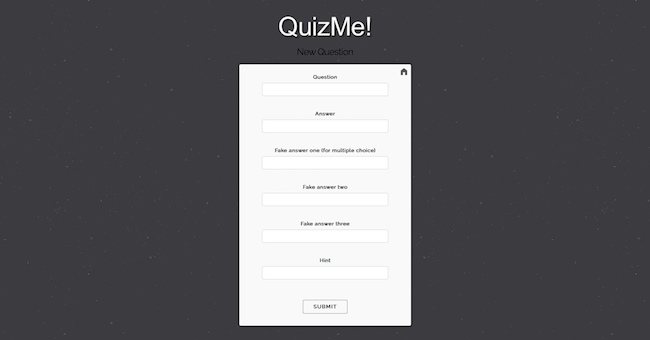 QuizMe!
New Question
Question
Answer
Fake answer one (for multiple choice)
Fake answer two
Fake answer three
Hint
SUBMIT